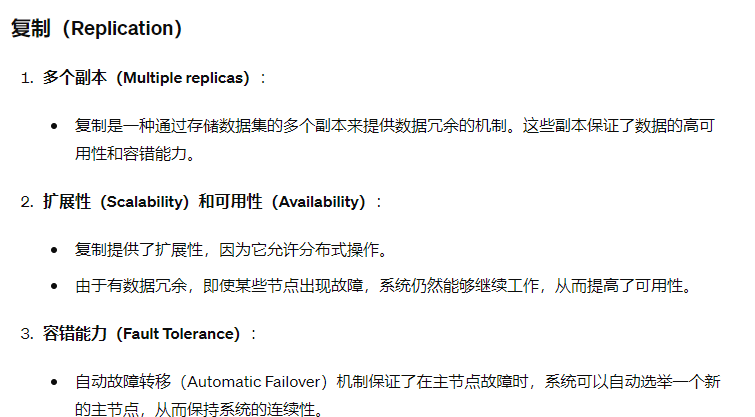 复制（Replication）
1. 多个副本（Multiple replicas）：
• 复制是一种通过存储数据集的多个副本来提供数据冗余的机制。这些副本保证了数据的高可
用性和容错能力。
2. 扩展性（Scalability）和可用性（Availability）：
• 复制提供了扩展性，因为它允许分布式操作。
• 由于有数据冗余，即使某些节点出现故障，系统仍然能够继续工作，从而提高了可用性。
3. 容错能力（Fault Tolerance）：
• 自动故障转移（Automatic Failover）机制保证了在主节点故障时，系统可以自动选举一个新
的主节点，从而保持系统的连续性。